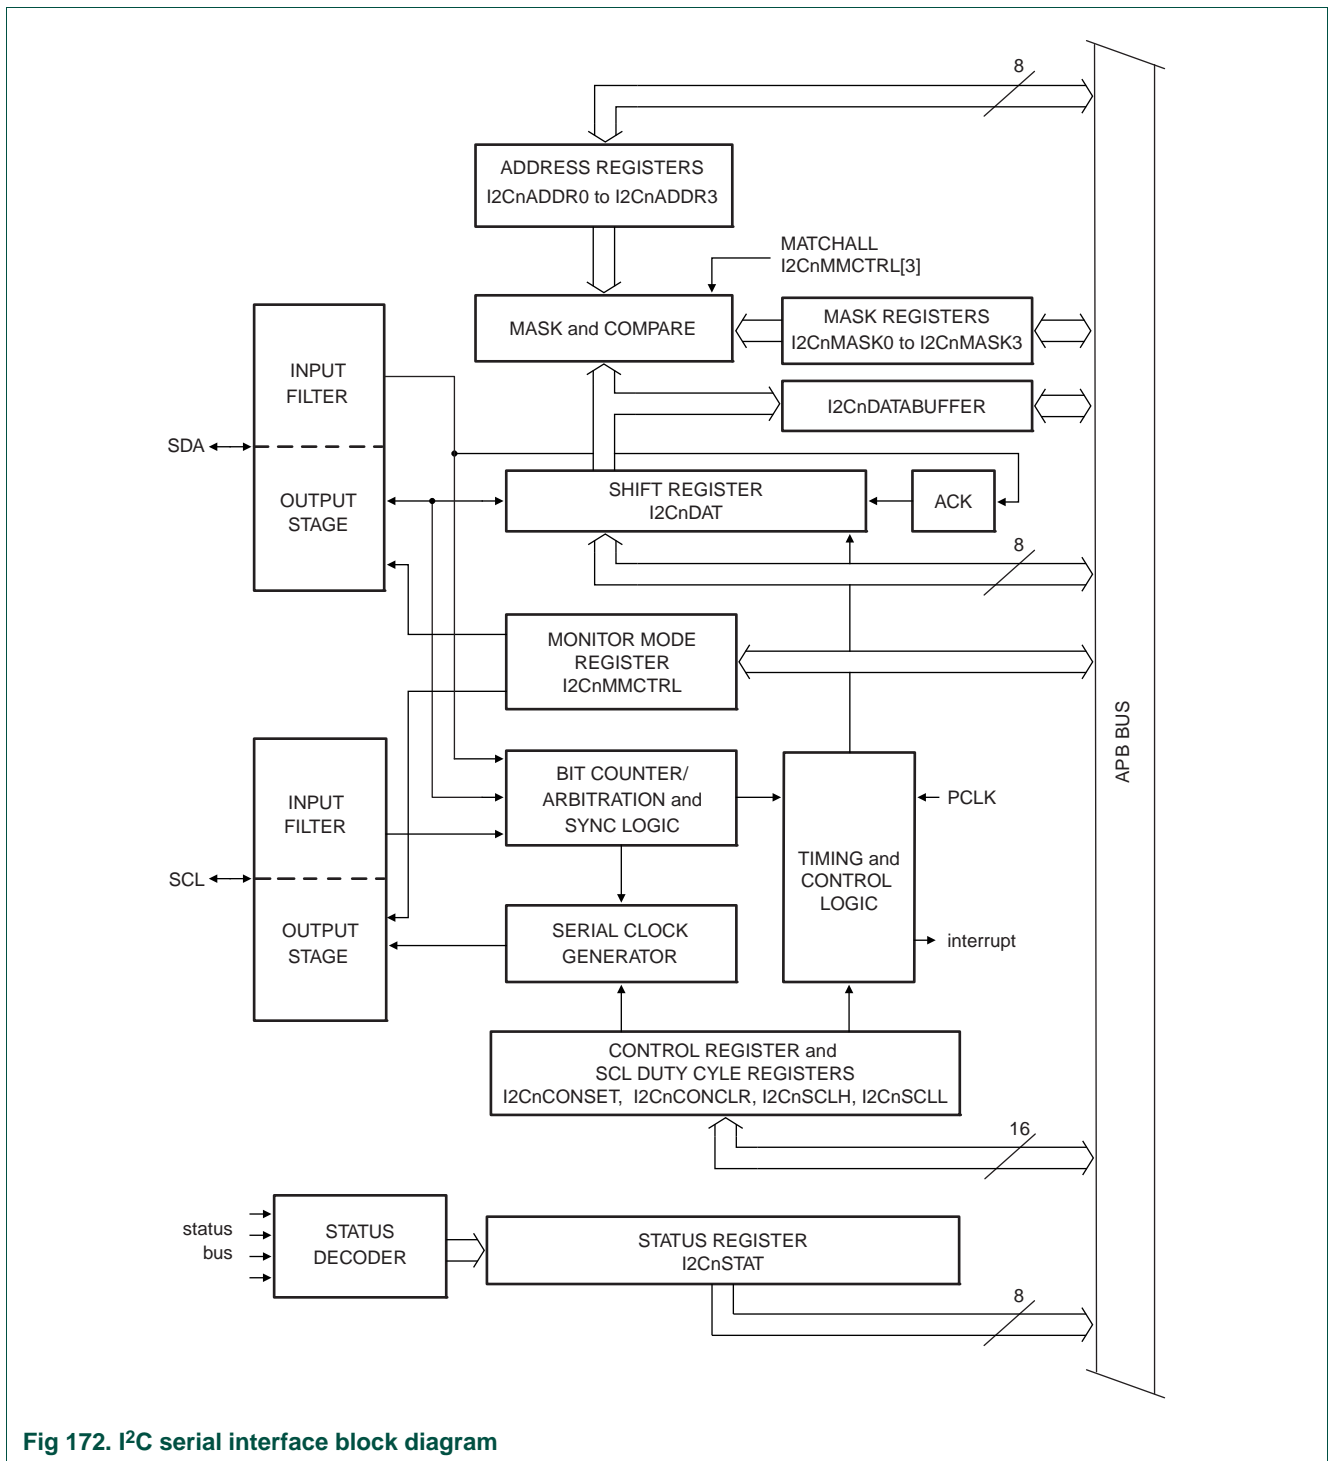 8
ADDRESS REGISTERS
I2CnADDR0 to I2CnADDR3
MATCHALL
I2CnMMCTRL[3]
MASK and COMPARE
MASK REGISTERS
I2CnMASK0 to I2CnMASK3
I2CnDATABUFFER
INPUT
FILTER
SDA
OUTPUT
STAGE
SHIFT REGISTER
I2CnDAT
ACK
8
MONITOR MODE
REGISTER
I2CnMMCTRL
APB BUS
INPUT
FILTER
SCL
OUTPUT
STAGE
BIT COUNTER/
ARBITRATION and
SYNC LOGIC
PCLK
TIMING and
CONTROL
LOGIC
interrupt
SERIAL CLOCK
GENERATOR
CONTROL REGISTER and
SCL DUTY CYLE REGISTERS
I2CnCONSET, I2CnCONCLR, I2CnSCLH, I2CnSCLL
16
status
bus
STATUS
DECODER
STATUS REGISTER
I2CnSTAT
8
Fig 172. I²C serial interface block diagram